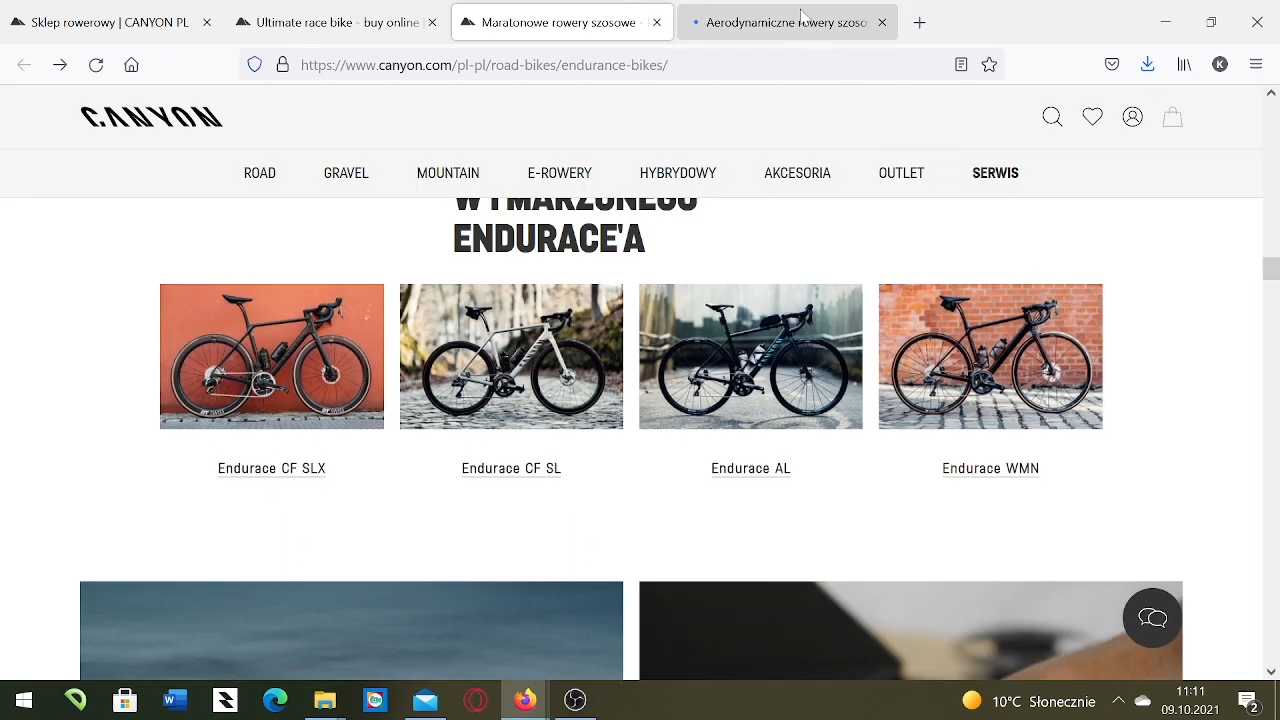 Sklep rowerowy | CANYON PL
Ultimate race bike - buy online |
Maratonowe rowery szosowe -
Aerodynamiczne rowery szoso
https://www.canyon.com/pl-pl/road-bikes/endurance-bikes/
K
CANYON
ROAD GRAVEL MOUNTAIN E-ROWERY HYBRYDOWY AKCESORIA OUTLET SERWIS
WYMARZONEGO
ENDURACE'A
Endurace CF SLX
Endurace CF SL
Endurace AL
Endurace WMN
10°C Słonecznie
11:11
09.10.2021
2